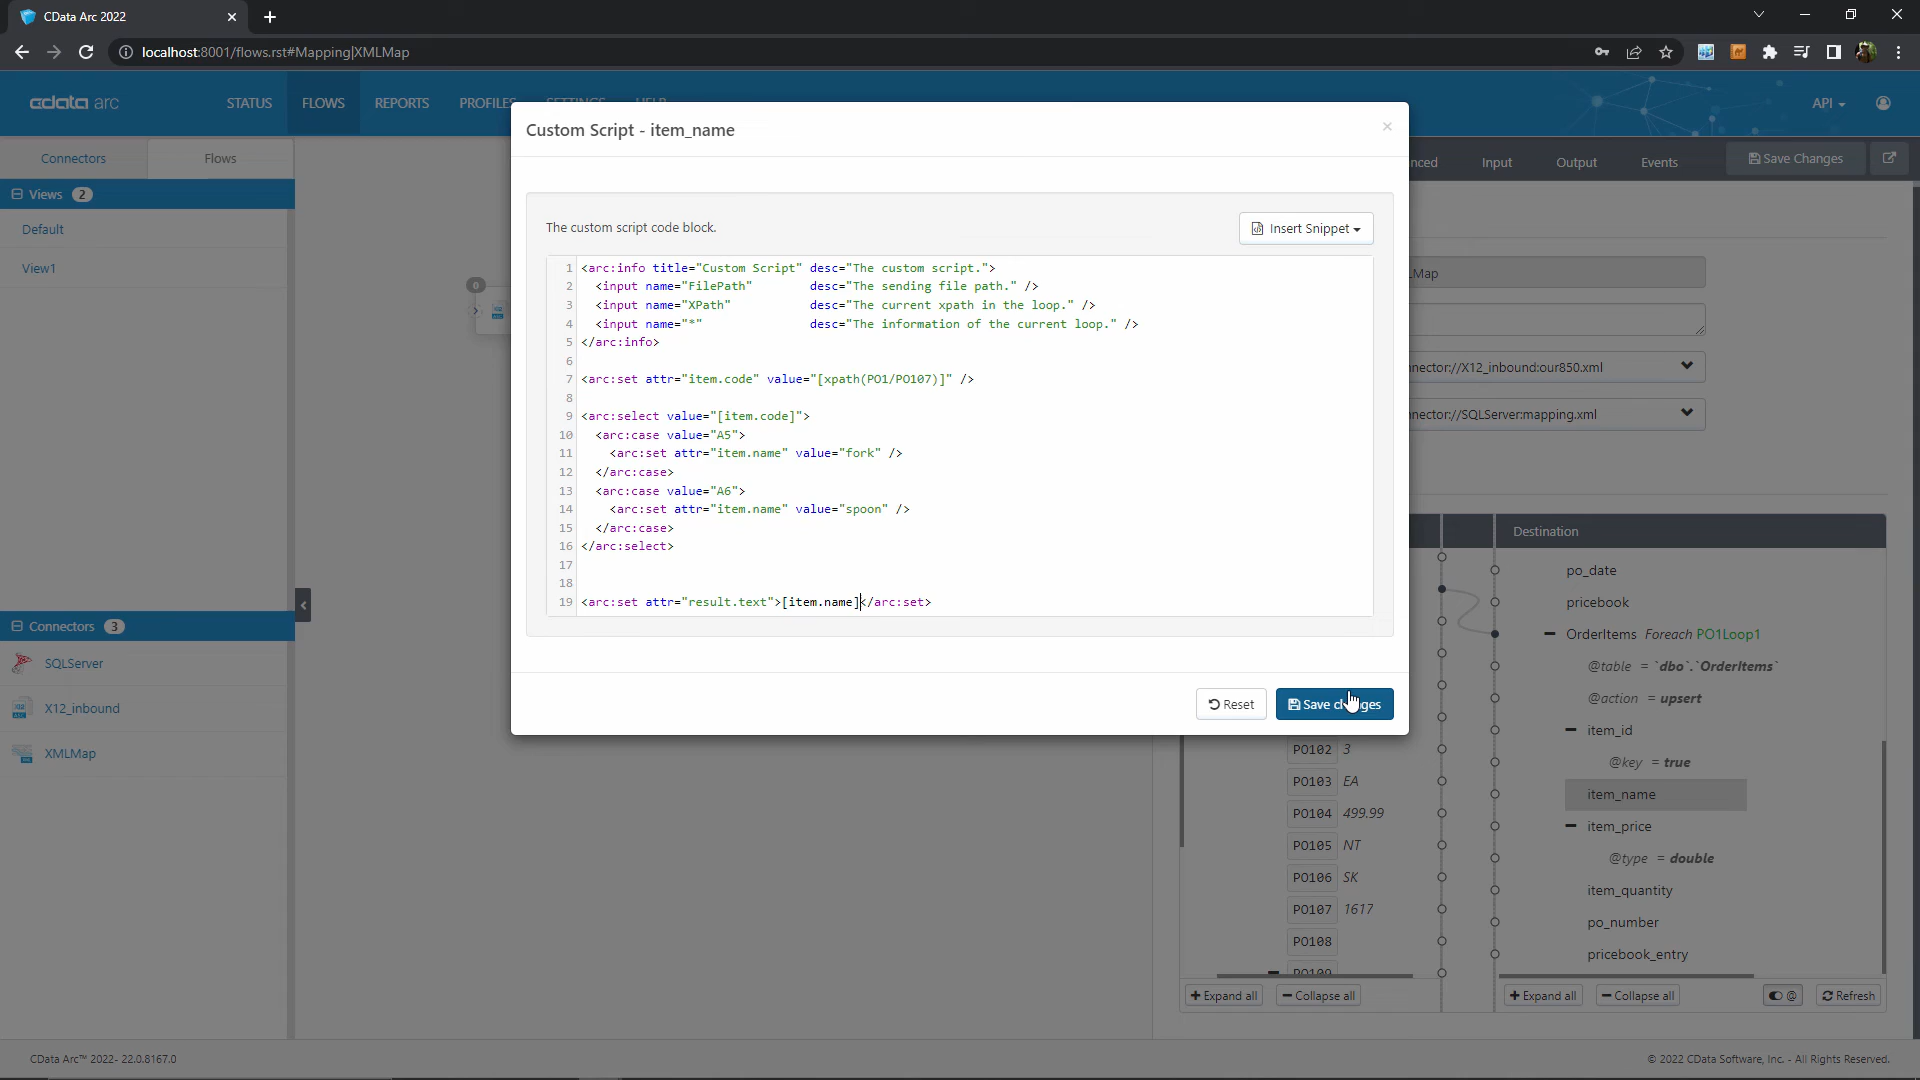 CData Arc 2022
localhost:8001/flows.rst#Mapping|XMLMap
cdata arc
STATUS
FLOWS
REPORTS
PROFILES
SETTINGS
HELP
API
Connectors
Flows
Views 2
Default
View1
Connectors 3
SQLServer
X12_inbound
XMLMap
0
Input
Output
Events
Save Changes
Custom Script - item_name
×
The custom script code block.
Insert Snippet
1 <arc:info title="Custom Script" desc="The custom script.">
2 <input name="FilePath" desc="The sending file path." />
3 <input name="XPath" desc="The current xpath in the loop." />
4 <input name="*" desc="The information of the current loop." />
5 </arc:info>
6
7 <arc:set attr="item.code" value="[xpath(PO1/PO107)]" />
8
9 <arc:select value="[item.code]">
10 <arc:case value="A5">
11 <arc:set attr="item.name" value="fork" />
12 </arc:case>
13 <arc:case value="A6">
14 <arc:set attr="item.name" value="spoon" />
15 </arc:case>
16 </arc:select>
17
18
19 <arc:set attr="result.text">[item.name]</arc:set>
Reset
Save changes
nced
LMap
nnector://X12_inbound:our850.xml
nnector://SQLServer:mapping.xml
Destination
po_date
pricebook
OrderItems Foreach PO1Loop1
@table = `dbo`.`OrderItems`
@action = upsert
item_id
@key = true
item_name
item_price
@type = double
item_quantity
po_number
pricebook_entry
PO102 3
PO103 EA
PO104 499.99
PO105 NT
PO106 SK
PO107 1617
PO108
PO109
Expand all
Collapse all
Expand all
Collapse all
@
Refresh
CData Arc™ 2022- 22.0.8167.0
© 2022 CData Software, Inc. - All Rights Reserved.